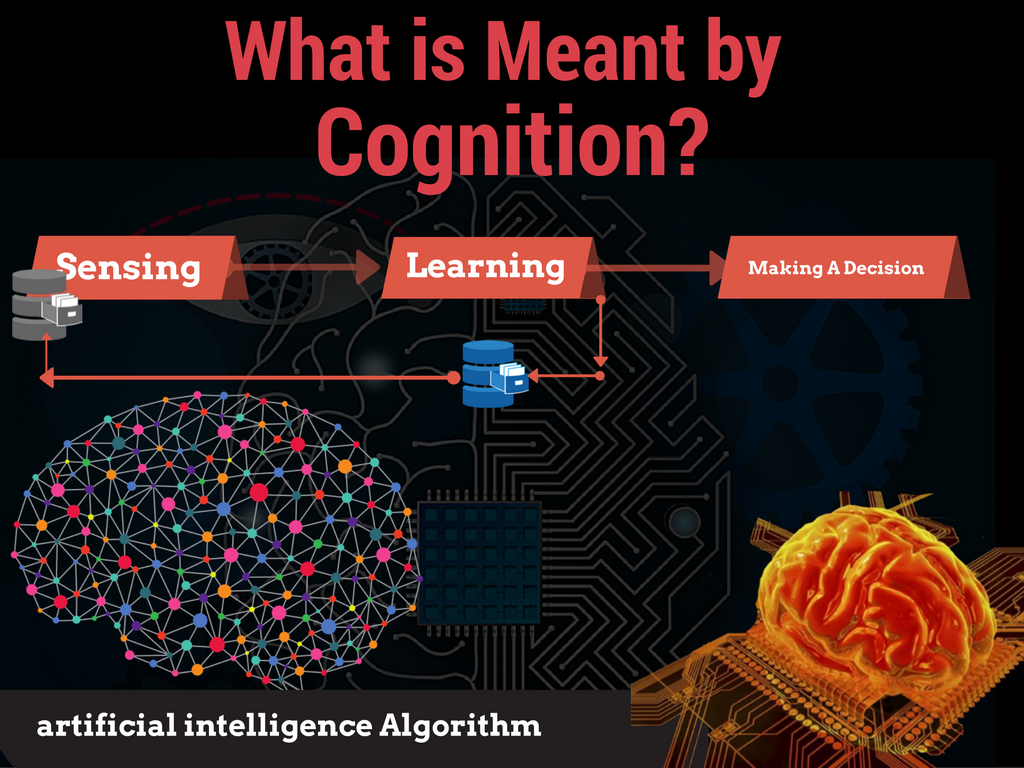 What is Meant by
Cognition?
Sensing
Learning
Making A Decision
artificial intelligence Algorithm